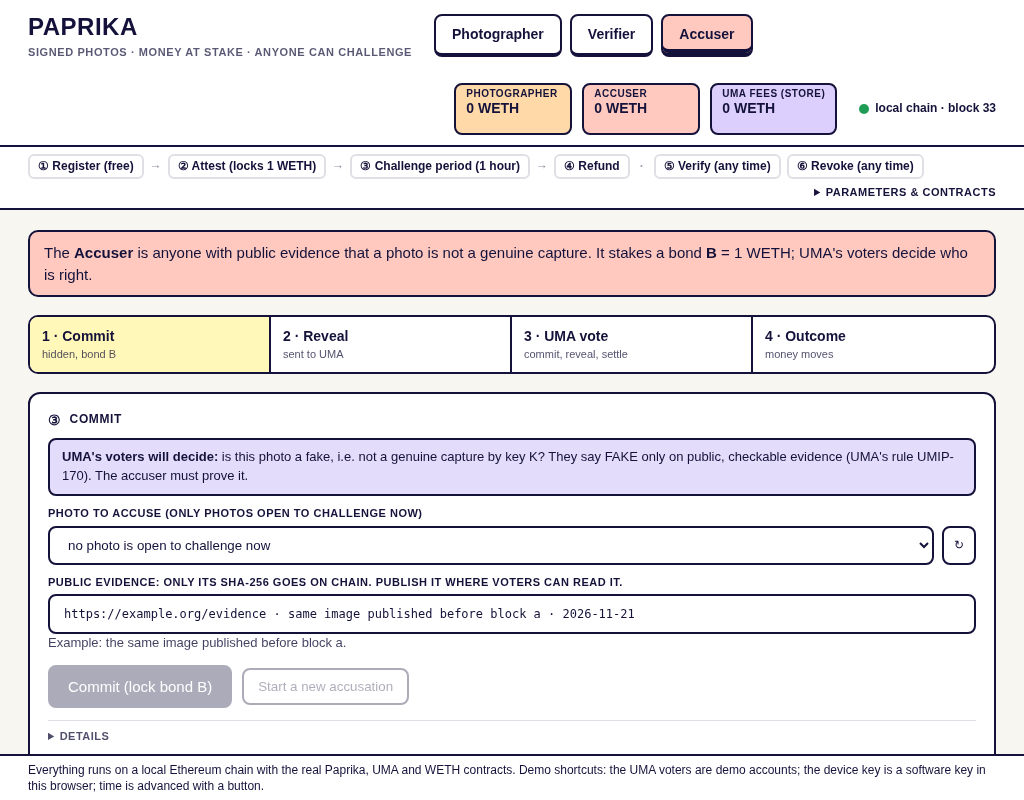 PAPRIKA
SIGNED PHOTOS · MONEY AT STAKE · ANYONE CAN CHALLENGE
Photographer
Verifier
Accuser
PHOTOGRAPHER
0 WETH
ACCUSER
0 WETH
UMA FEES (STORE)
0 WETH
local chain · block 33
① Register (free) → ② Attest (locks 1 WETH) → ③ Challenge period (1 hour) → ④ Refund · ⑤ Verify (any time) ⑥ Revoke (any time)
▶ PARAMETERS & CONTRACTS
The Accuser is anyone with public evidence that a photo is not a genuine capture. It stakes a bond B = 1 WETH; UMA's voters decide who
is right.
1 · Commit
hidden, bond B
2 · Reveal
sent to UMA
3 · UMA vote
commit, reveal, settle
4 · Outcome
money moves
③ COMMIT
UMA's voters will decide: is this photo a fake, i.e. not a genuine capture by key K? They say FAKE only on public, checkable evidence (UMA's rule UMIP-
170). The accuser must prove it.
PHOTO TO ACCUSE (ONLY PHOTOS OPEN TO CHALLENGE NOW)
no photo is open to challenge now
↻
PUBLIC EVIDENCE: ONLY ITS SHA-256 GOES ON CHAIN. PUBLISH IT WHERE VOTERS CAN READ IT.
https://example.org/evidence · same image published before block a · 2026-11-21
Example: the same image published before block a.
Commit (lock bond B)
Start a new accusation
▶ DETAILS
Everything runs on a local Ethereum chain with the real Paprika, UMA and WETH contracts. Demo shortcuts: the UMA voters are demo accounts; the device key is a software key in
this browser; time is advanced with a button.